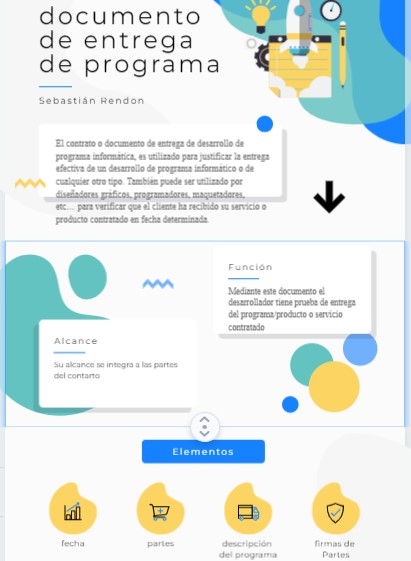 documento
de entrega
de programa
Sebastián Rendon
El contrato o documento de entrega de desarrollo de
programa informática, es utilizado para justificar la entrega
efectiva de un desarrollo de programa informático o de
cualquier otro tipo. También puede ser utilizado por
diseñadores gráficos, programadores, maquetadores,
etc... para verificar que el cliente ha recibido su servicio o
producto contratado en fecha determinada.
Función
Mediante este documento el
desarrollador tiene prueba de entrega
del programa/producto o servicio
contratado
Alcance
Su alcance se integra a las partes
del contarto
Elementos
fecha
partes
descripción
del programa
firmas de
Partes